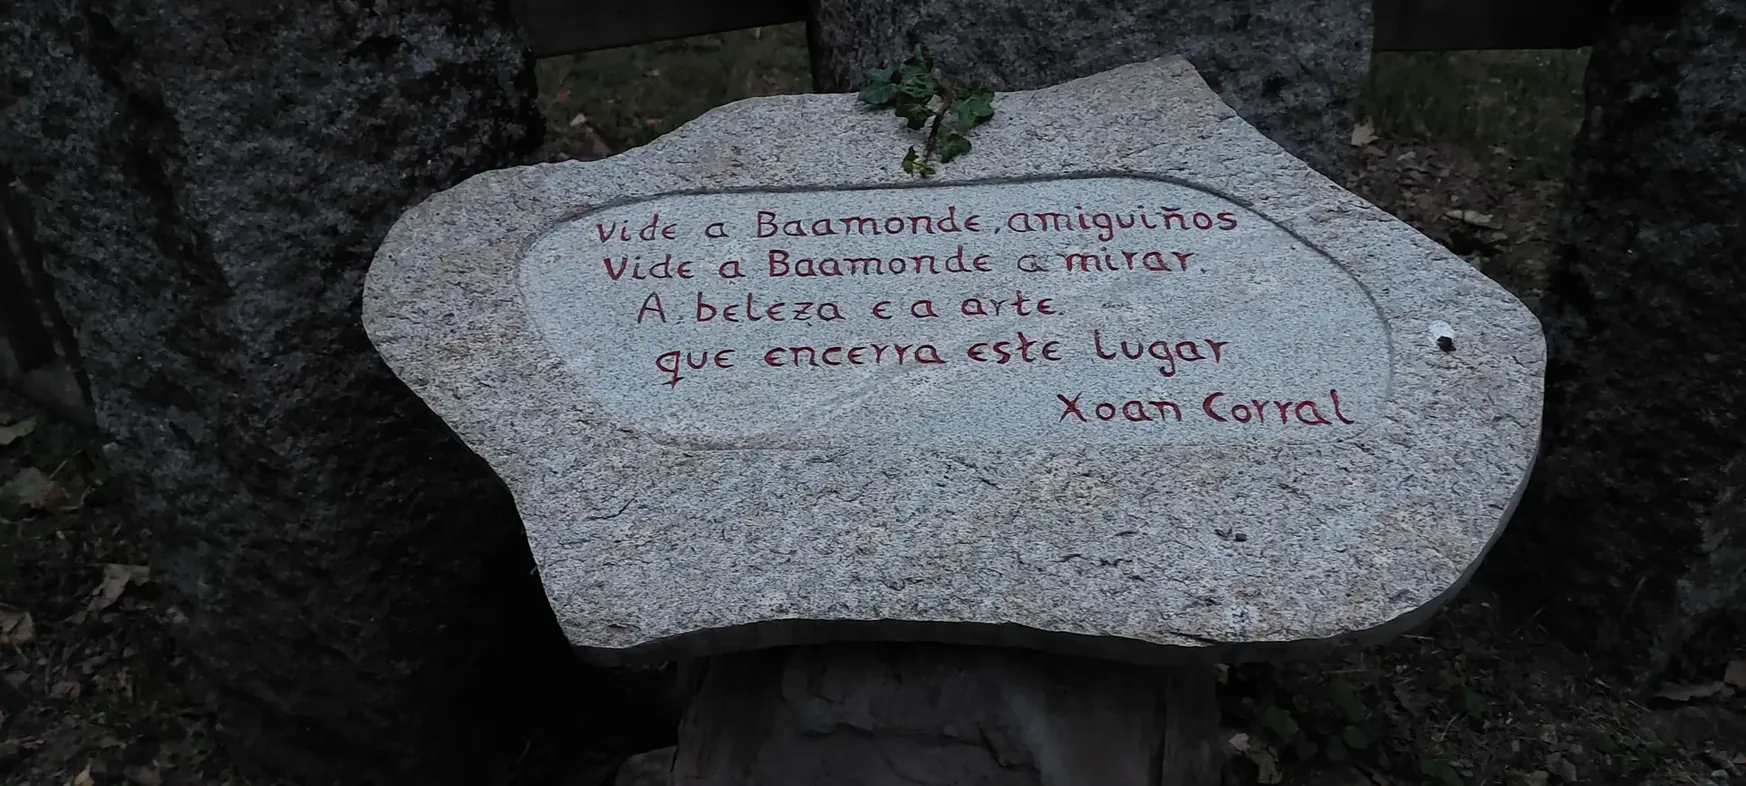 Vide a Baamonde, amiguiños
Vide a Baamonde a mirar.
A beleza e a arte.
que encerra este lugar
Xoan Corral